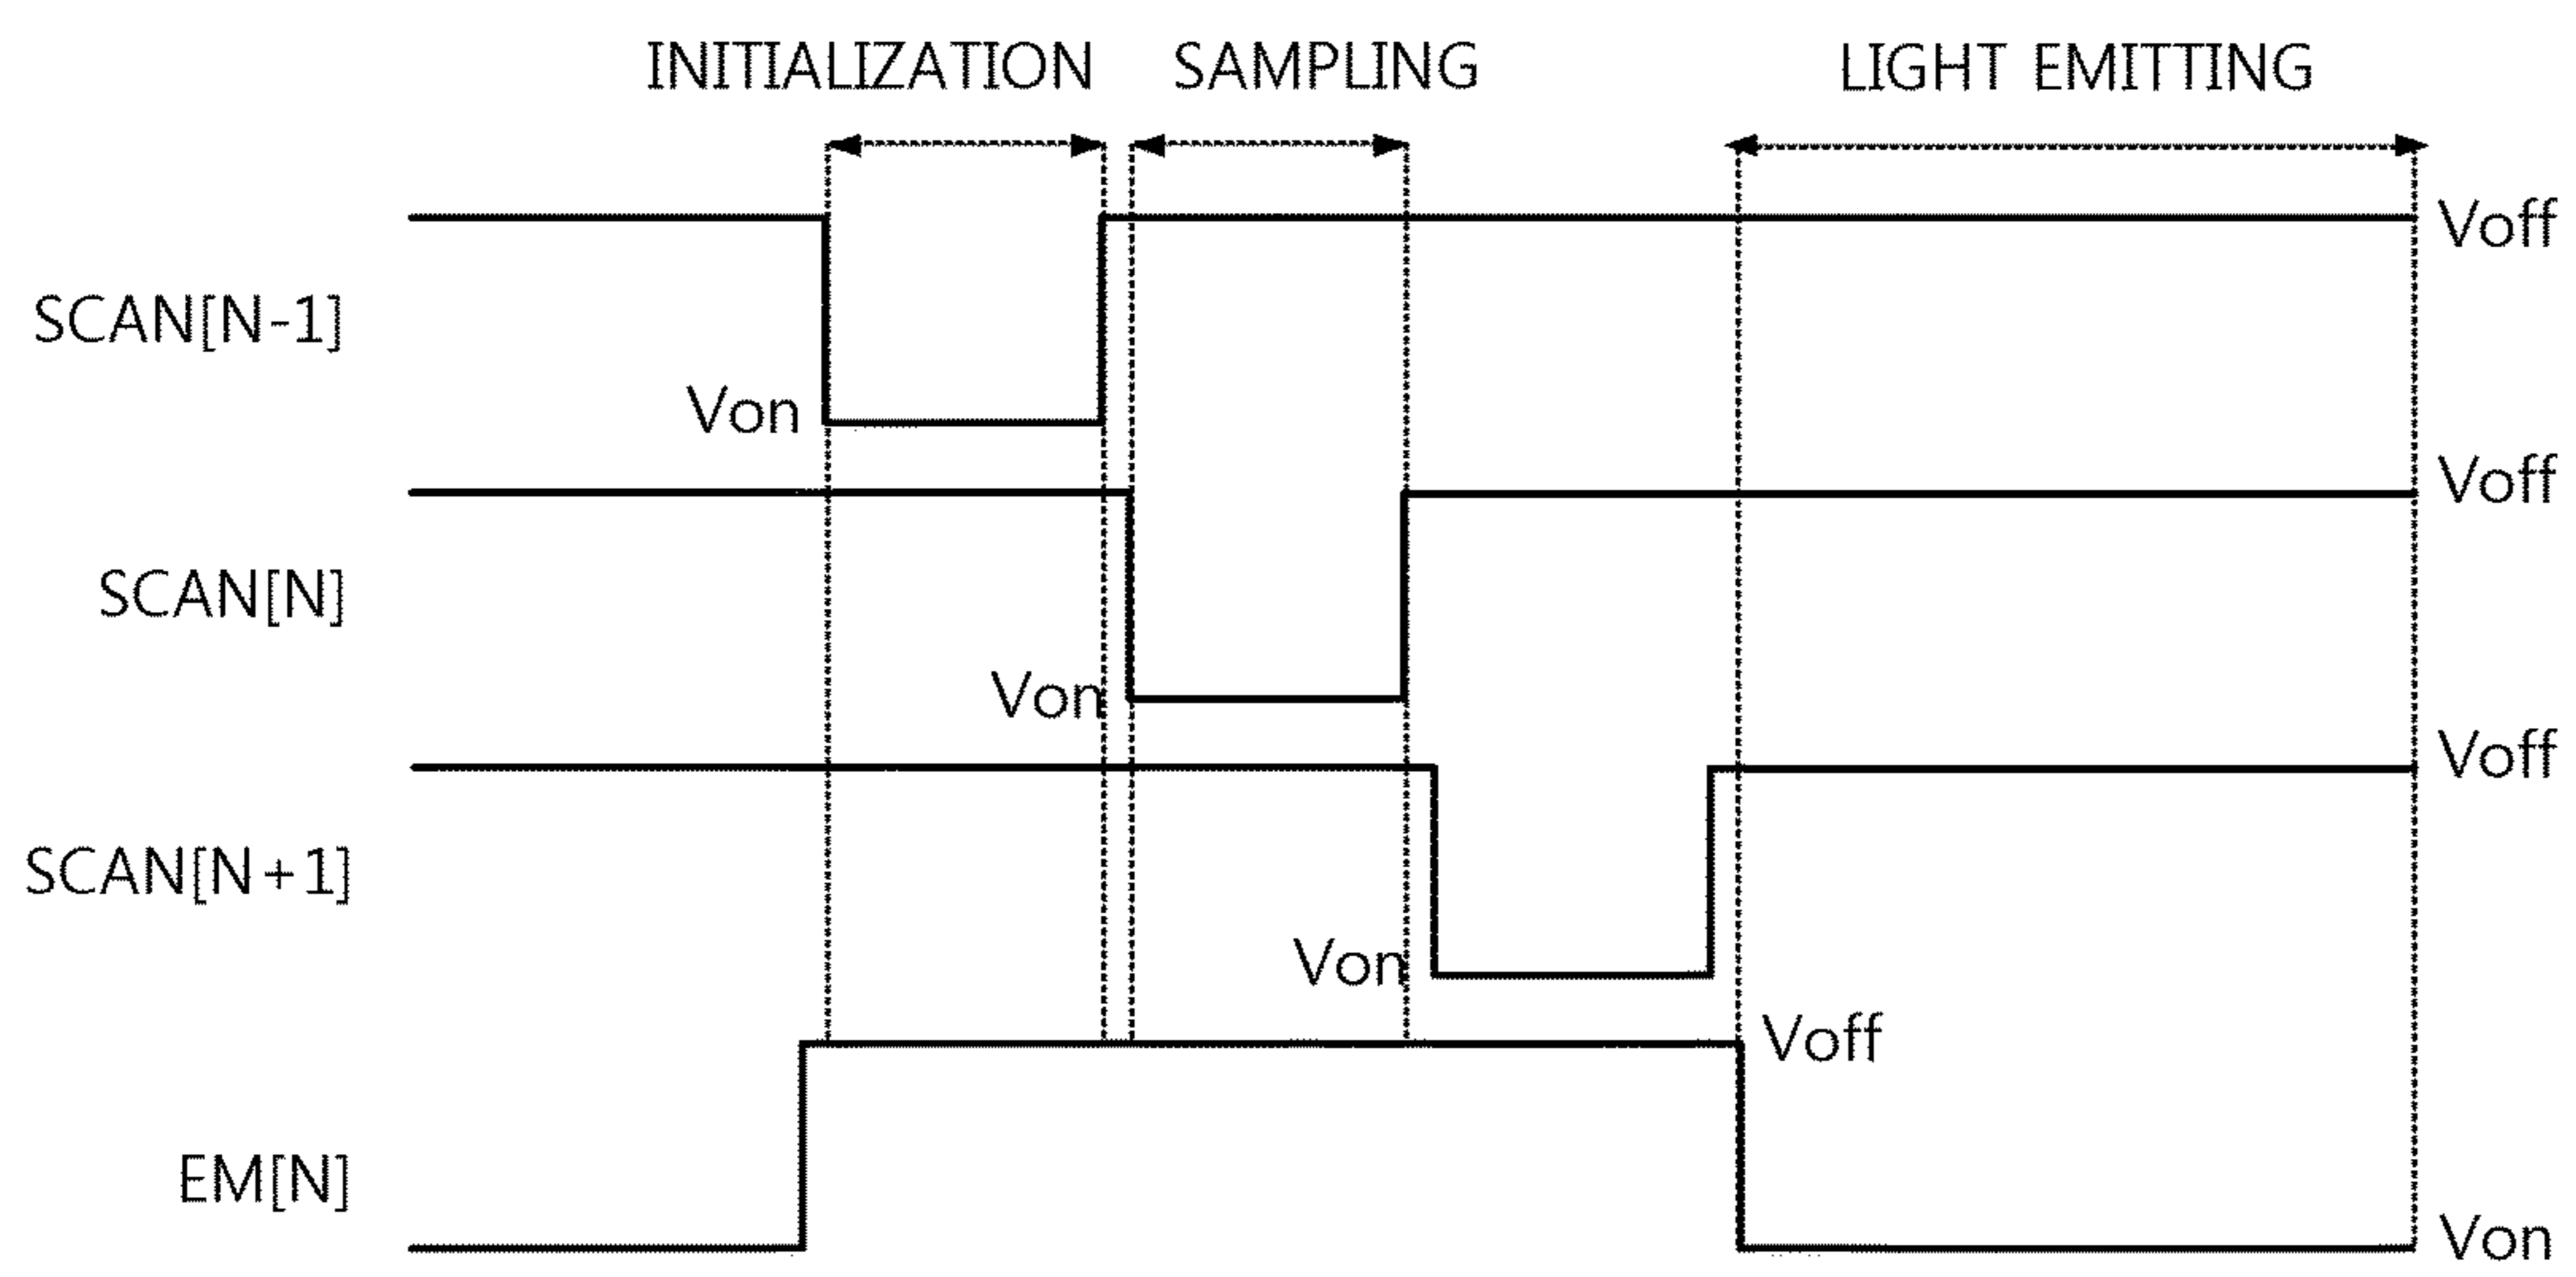 INITIALIZATION SAMPLING LIGHT EMITTING
Voff
SCAN[N-1]
Von
Voff
SCAN[N]
Von
Voff
SCAN[N+1]
Von
Voff
EM[N]
Von